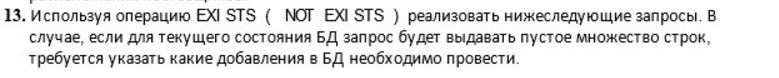 13. Используя операцию EXI STS ( NOT EXI STS ) реализовать нижеследующие запросы. В
случае, если для текущего состояния БД запрос будет выдавать пустое множество строк,
требуется указать какие добавления в БД необходимо провести.